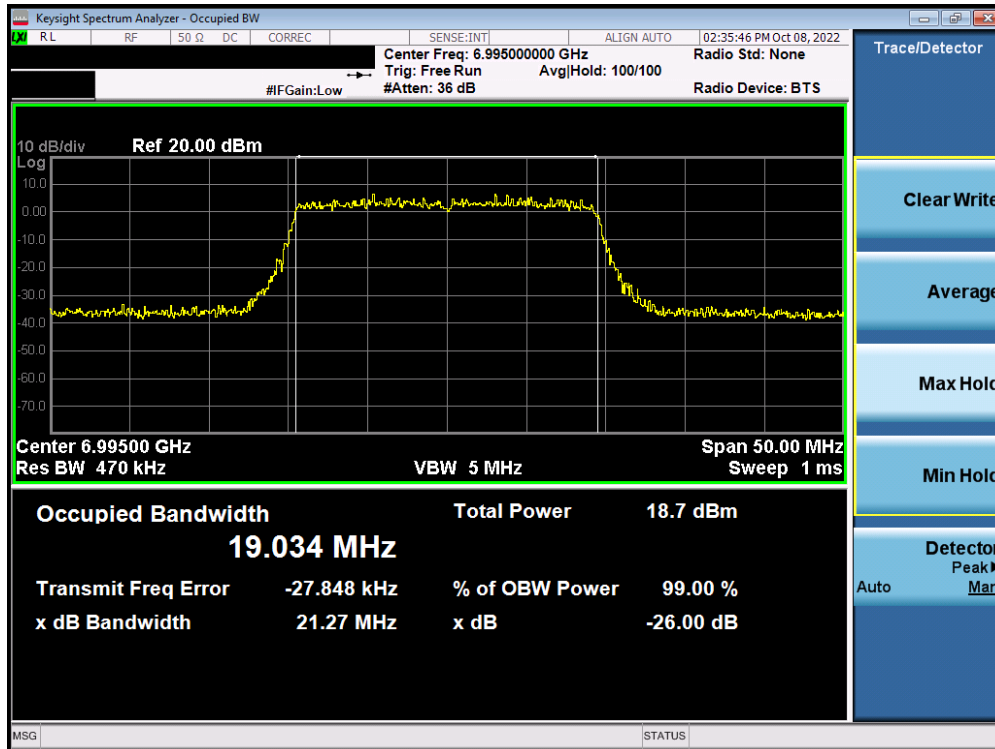 Keysight Spectrum Analyzer - Occupied BW
LXI RL RF 50 Ω DC CORREC SENSE:INT ALIGN AUTO 02:35:46 PM Oct 08, 2022
Center Freq: 6.995000000 GHz Radio Std: None
Trig: Free Run Avg|Hold: 100/100
#IFGain:Low #Atten: 36 dB Radio Device: BTS
Trace/Detector
10 dB/div Ref 20.00 dBm
Log
10.0
0.00
-10.0
-20.0
-30.0
-40.0
-50.0
-60.0
-70.0
Center 6.99500 GHz Span 50.00 MHz
Res BW 470 kHz VBW 5 MHz Sweep 1 ms
Occupied Bandwidth Total Power 18.7 dBm
19.034 MHz
Transmit Freq Error -27.848 kHz % of OBW Power 99.00 %
x dB Bandwidth 21.27 MHz x dB -26.00 dB
Clear Write
Average
Max Hold
Min Hold
Detector
Peak
Auto Man
MSG STATUS